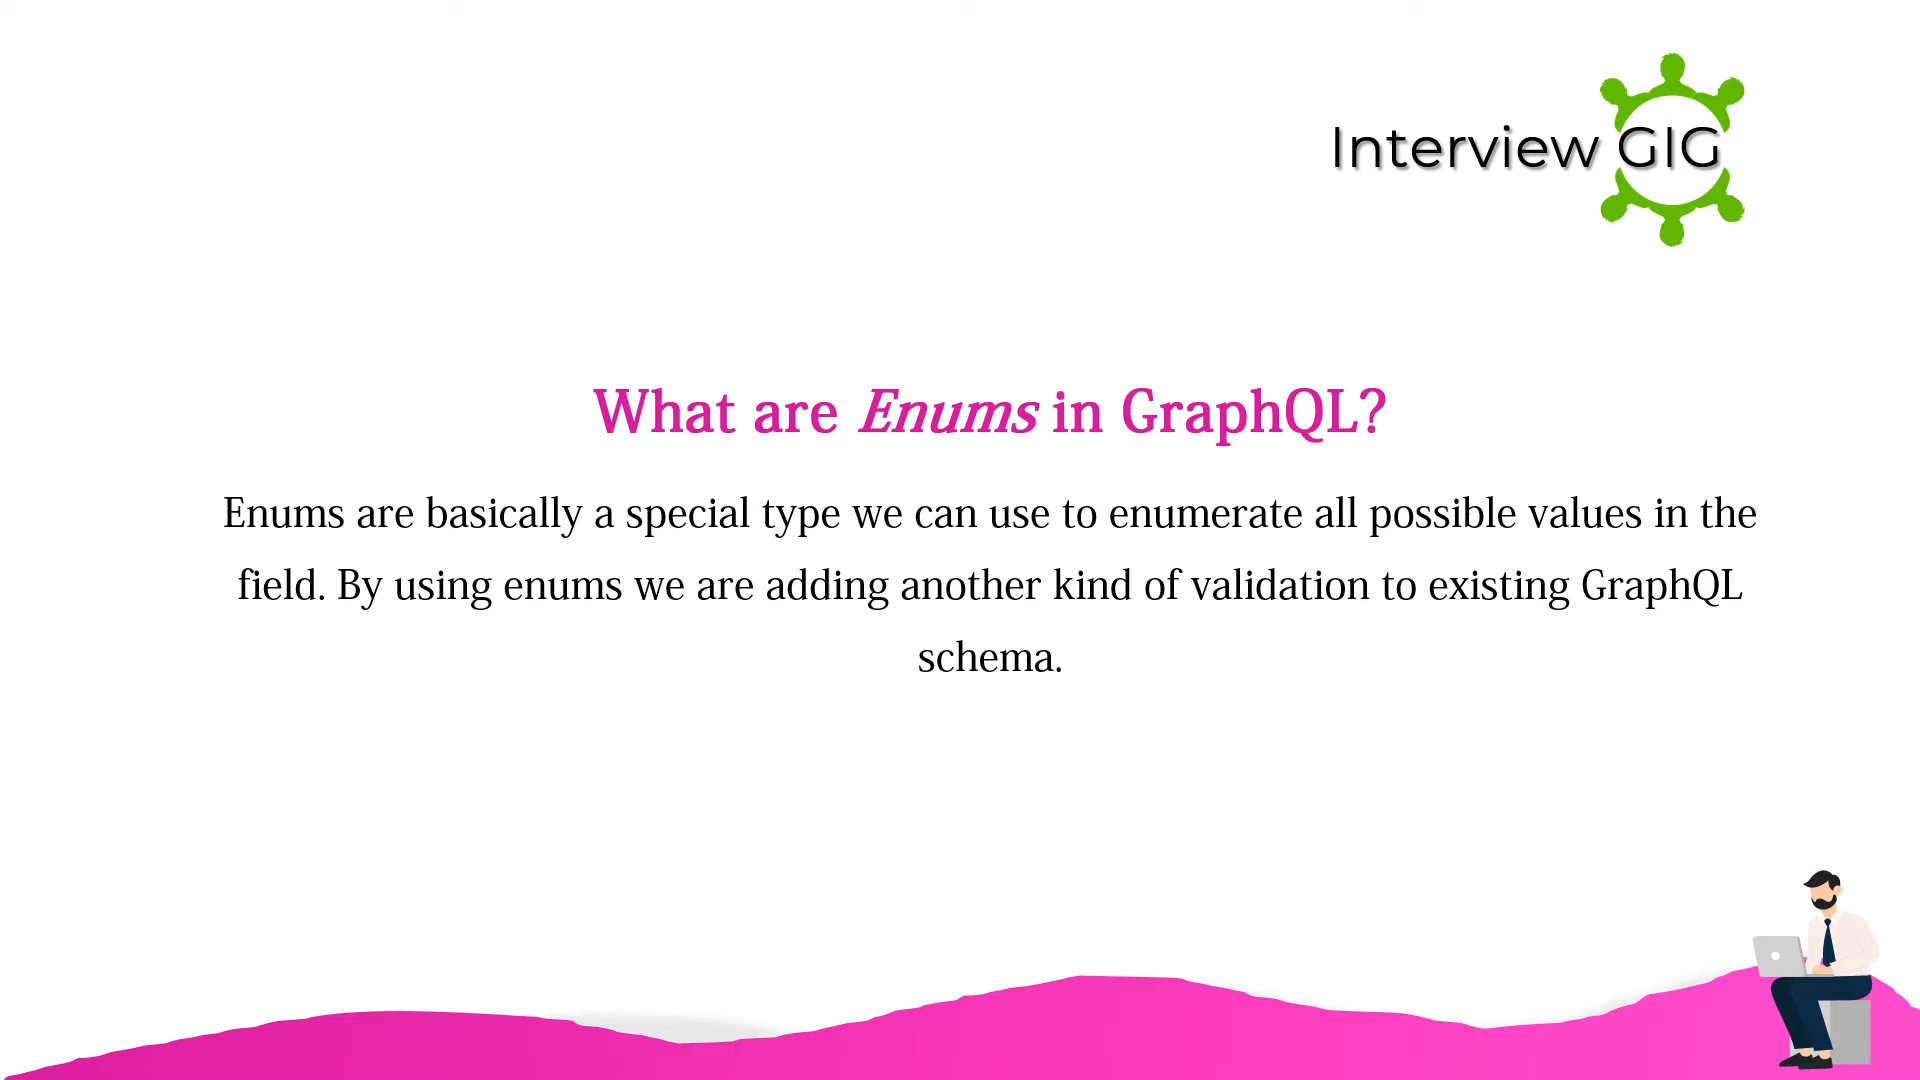 Interview GIG
What are Enums in GraphQL?
Enums are basically a special type we can use to enumerate all possible values in the
field. By using enums we are adding another kind of validation to existing GraphQL
schema.